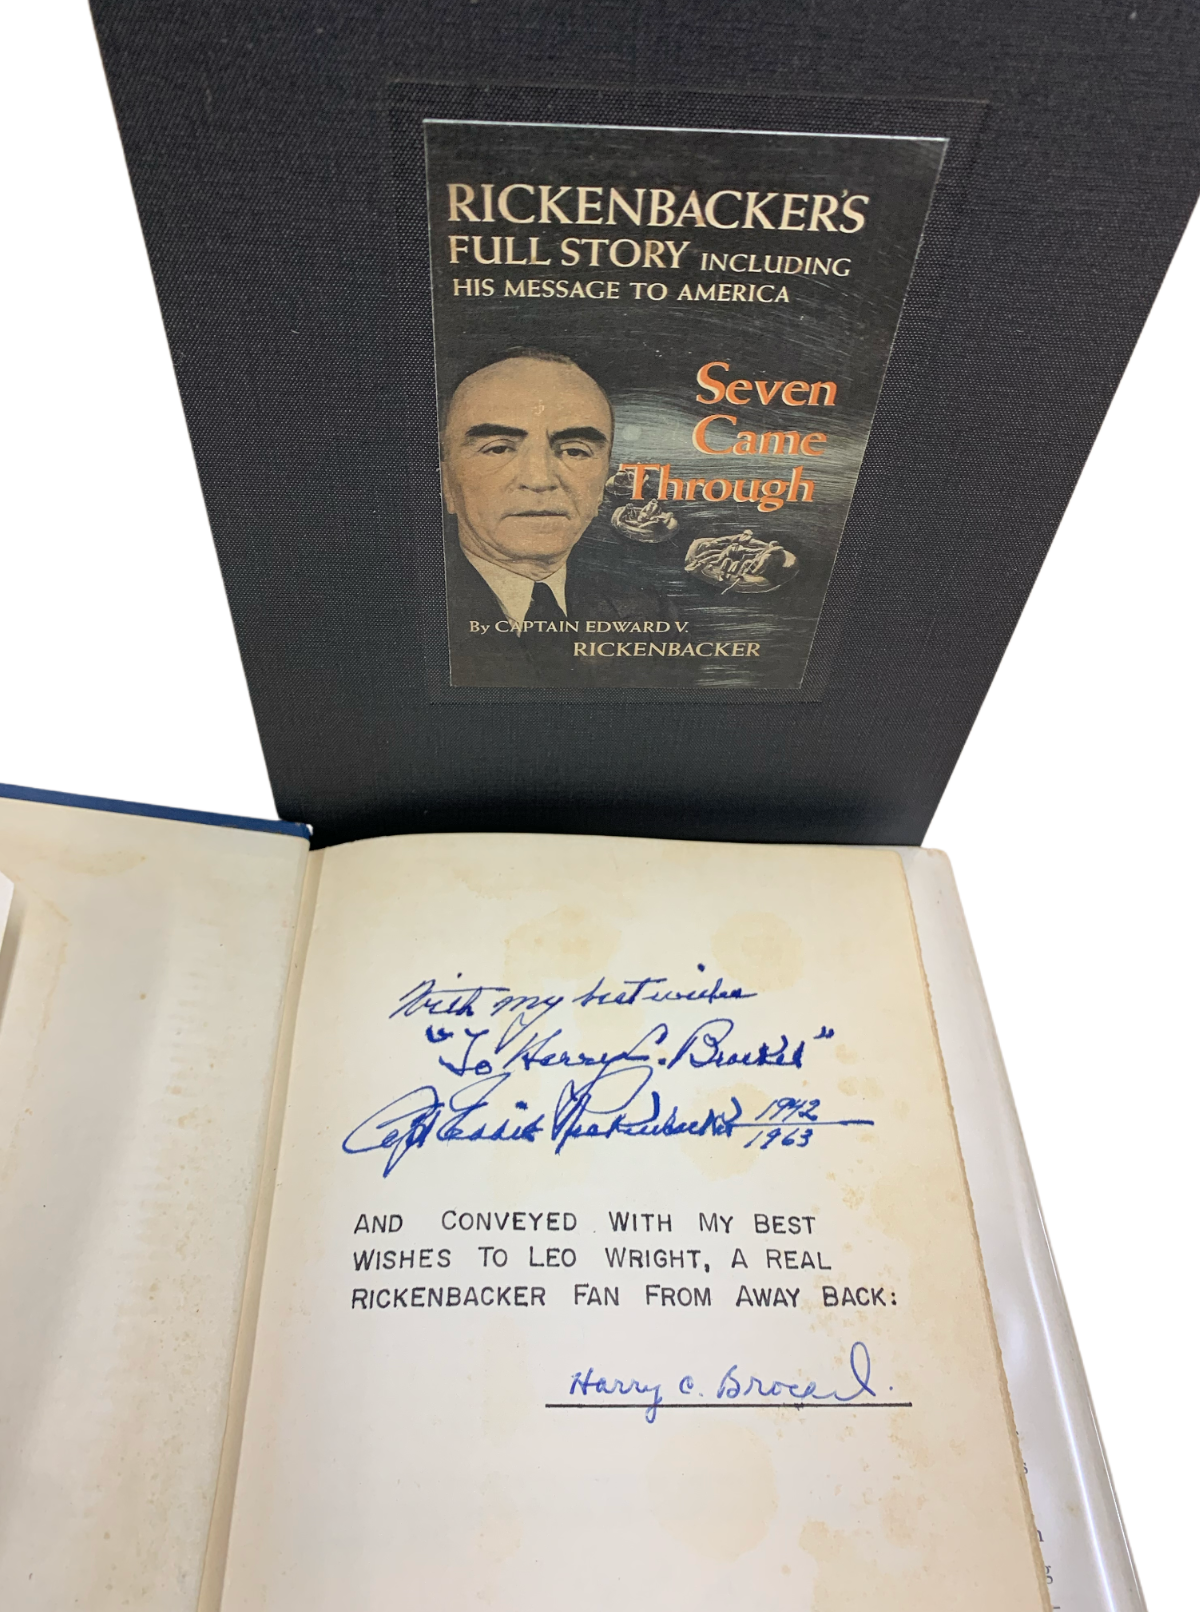 RICKENBACKER'S
FULL STORY INCLUDING
HIS MESSAGE TO AMERICA
Seven
Came
Through
By CAPTAIN EDWARD V.
RICKENBACKER
With my best wishes
"To Harry C.
Capt Eddie Rickenbacker 1942
1963
AND CONVEYED WITH MY BEST
WISHES TO LEO WRIGHT, A REAL
RICKENBACKER FAN FROM AWAY BACK:
Harry C.